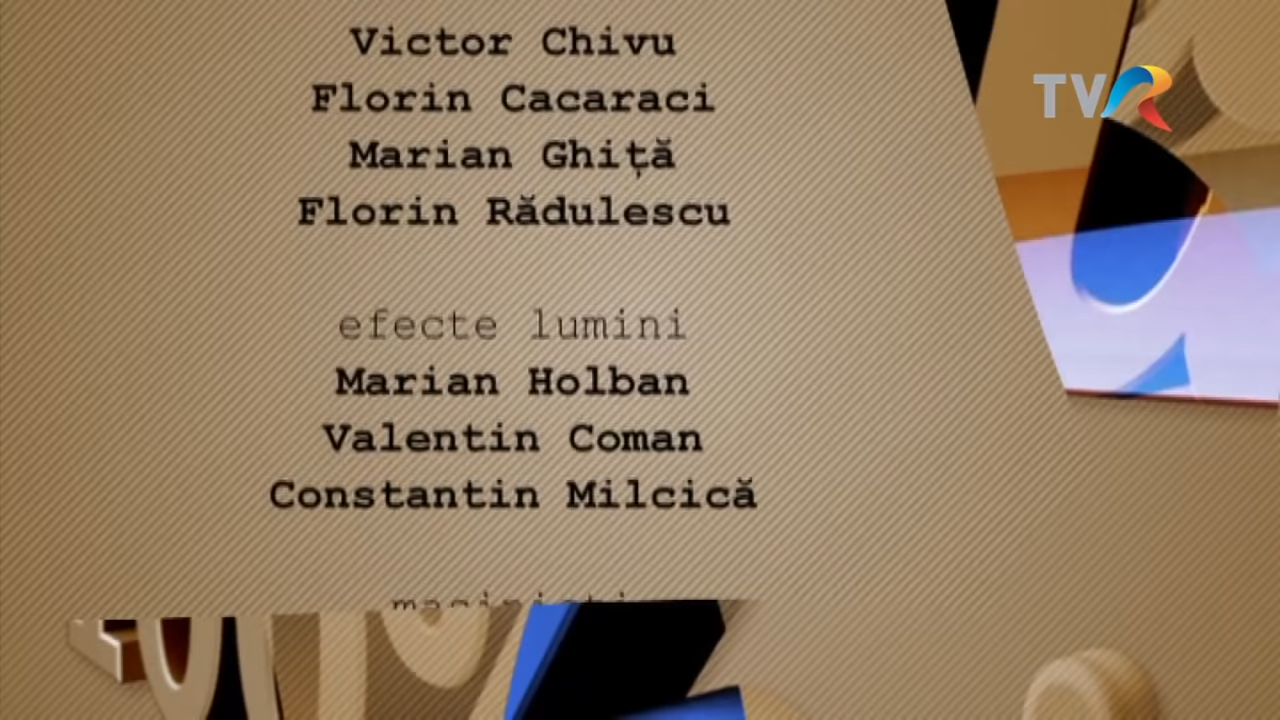 TVR
Victor Chivu
Florin Cacaraci
Marian Ghiță
Florin Rădulescu
efecte lumini
Marian Holban
Valentin Coman
Constantin Milcică